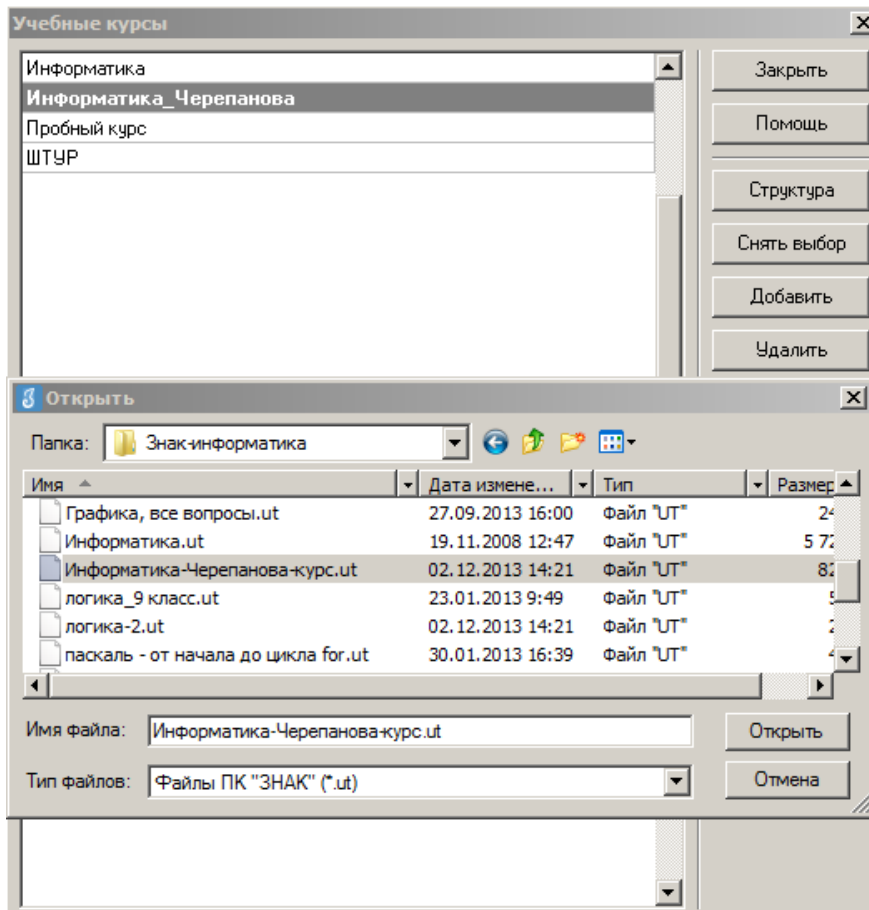 Учебные курсы
Информатика
Информатика_Черепанова
Пробный курс
ШТУР
Закрыть
Помощь
Структура
Снять выбор
Добавить
Удалить
Открыть
Папка: Знак-информатика
Имя Дата измене... Тип Размер
Графика, все вопросы.ut 27.09.2013 16:00 Файл "UT" 24
Информатика.ut 19.11.2008 12:47 Файл "UT" 5 72
Информатика-Черепанова-курс.ut 02.12.2013 14:21 Файл "UT" 82
логика_9 класс.ut 23.01.2013 9:49 Файл "UT"
логика-2.ut 02.12.2013 14:21 Файл "UT"
паскаль - от начала до цикла for.ut 30.01.2013 16:39 Файл "UT"
Имя файла: Информатика-Черепанова-курс.ut Открыть
Тип файлов: Файлы ПК "ЗНАК" (*.ut) Отмена